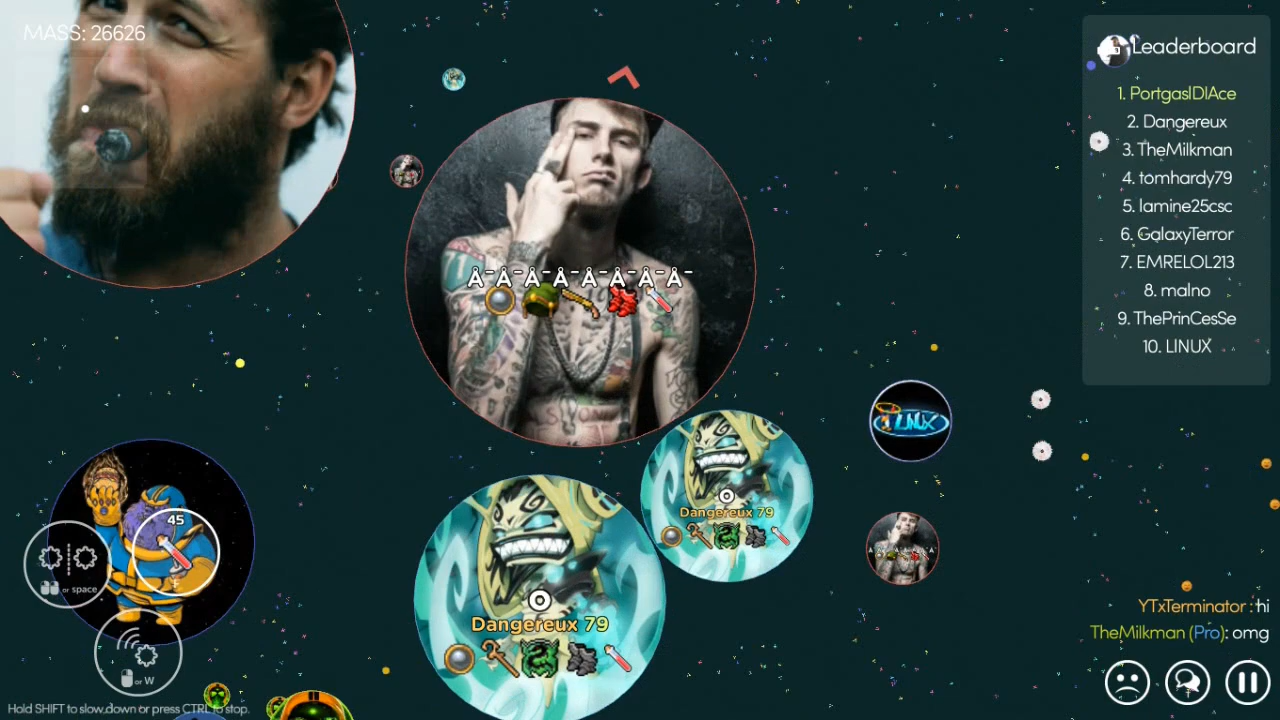 MASS: 26626
Leaderboard
1. PortgasIDIAce
2. Dangereux
3. TheMilkman
4. tomhardy79
5. lamine25csc
6. GalaxyTerror
7. EMRELOL213
8. malno
9. ThePrinCesSe
10. LINUX
Á¯Á¯Á¯Á¯Á¯Á¯Á¯Á¯
LINUX
Dangereux 79
45
+
or space
Dangereux 79
or W
YTxTerminator : hi
TheMilkman (Pro): omg
Hold SHIFT to slow down or press CTRL to stop.